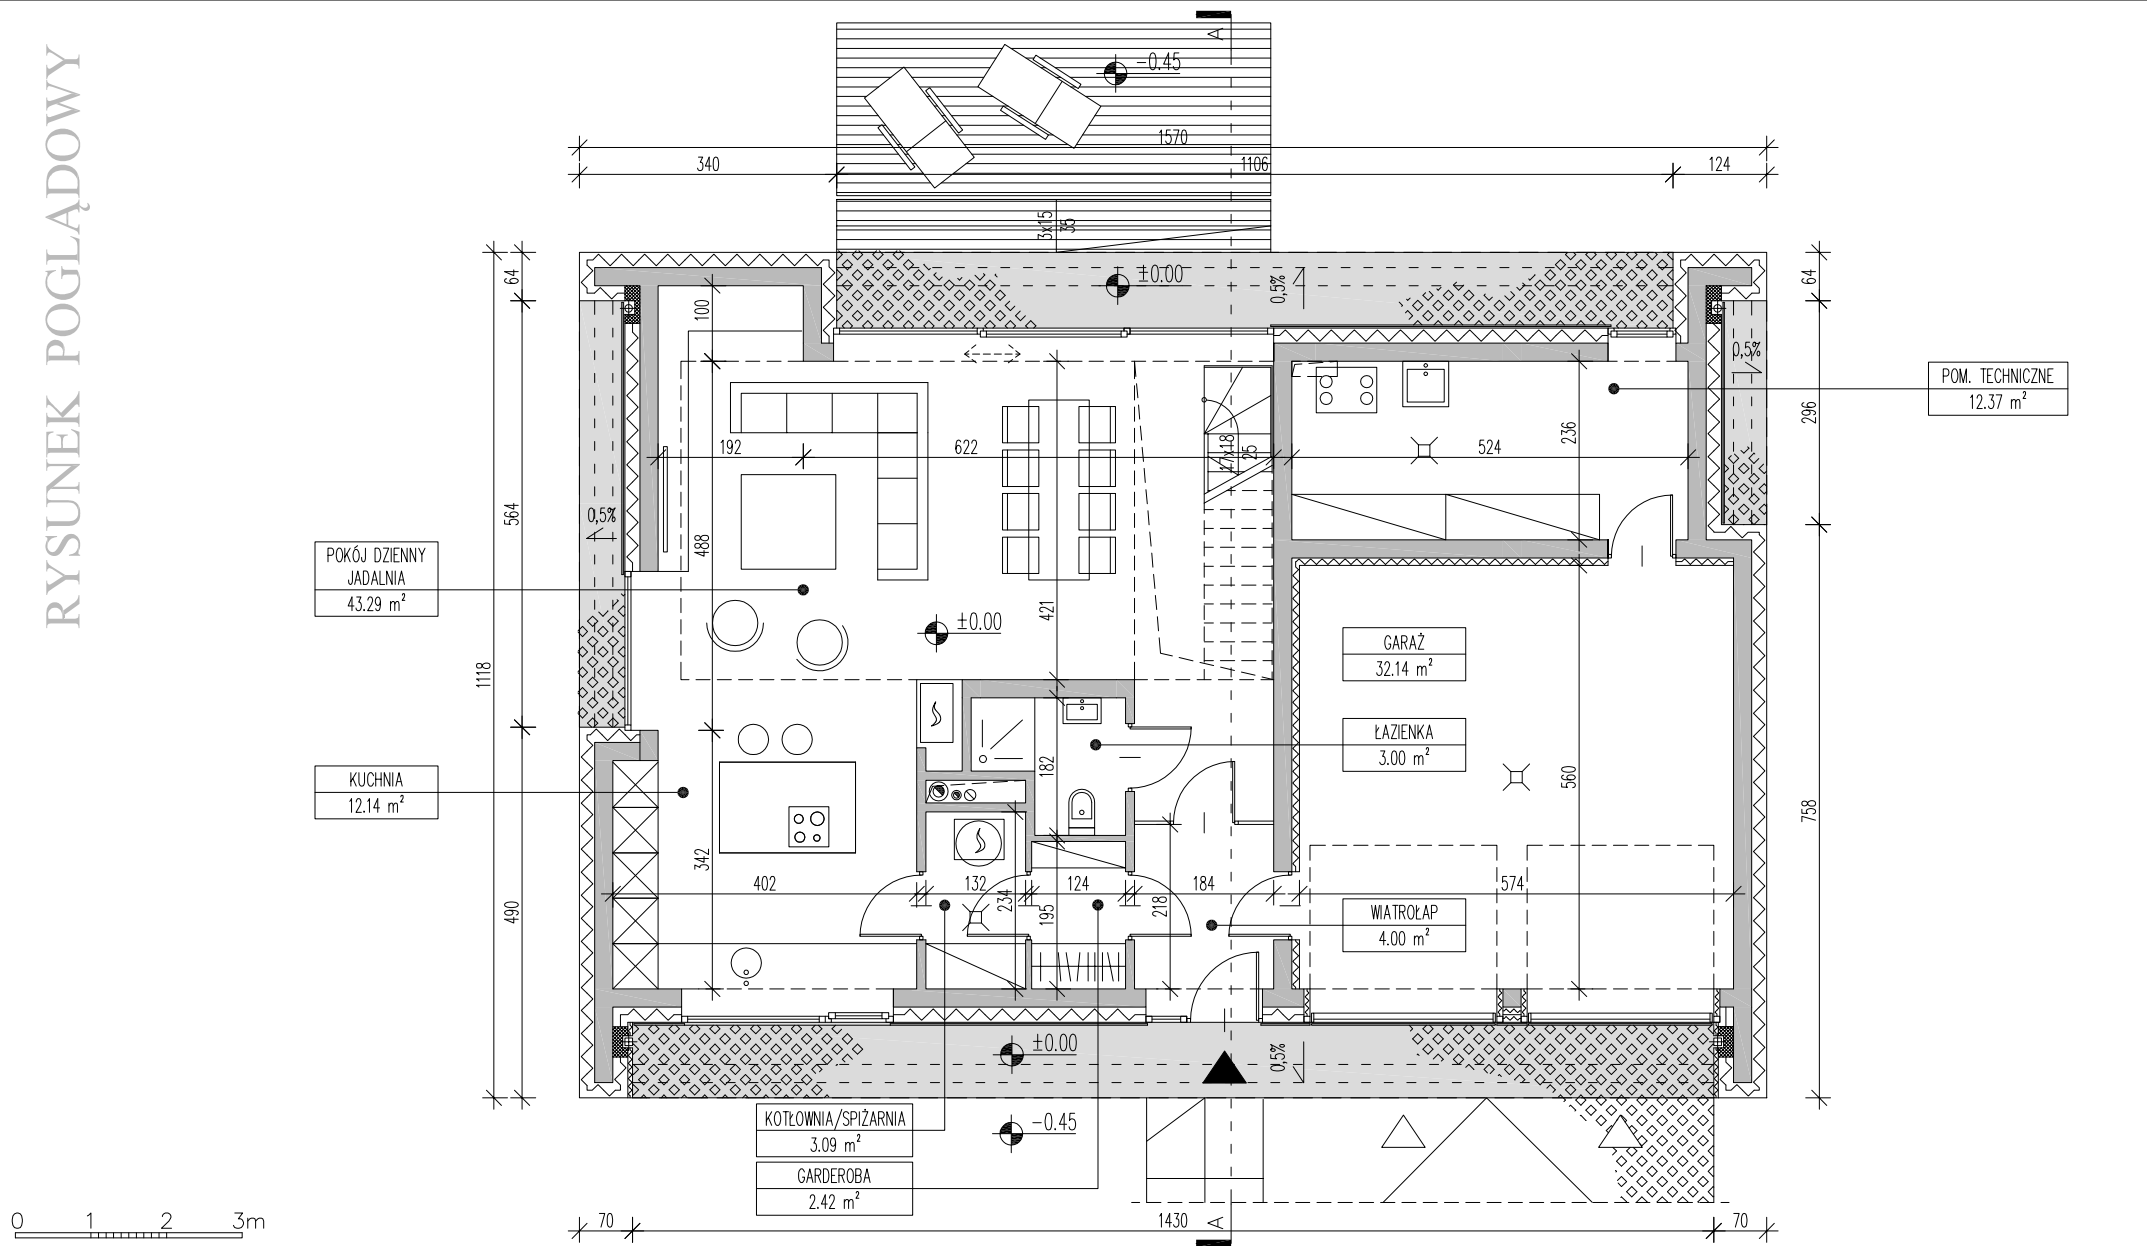 RYSUNEK POGLĄDOWY
A
-0.45
1570
340
1106
124
3x15
35
64
±0.00
0,5%
64
100
0,5%
POM. TECHNICZNE
12.37 m²
296
192
622
17x18
25
236
524
564
0,5%
488
POKÓJ DZIENNY
JADALNIA
43.29 m²
421
±0.00
GARAŻ
32.14 m²
1118
ŁAZIENKA
3.00 m²
182
560
KUCHNIA
12.14 m²
758
342
402
132
124
184
574
234
195
218
490
WIATROŁAP
4.00 m²
±0.00
0,5%
KOTŁOWNIA/SPIŻARNIA
3.09 m²
-0.45
GARDEROBA
2.42 m²
0 1 2 3m
70
1430
A
70